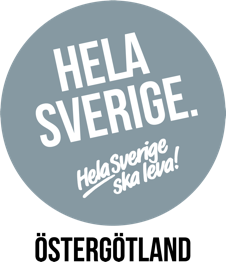 HELA
SVERIGE.
Hela Sverige
ska leva!
ÖSTERGÖTLAND